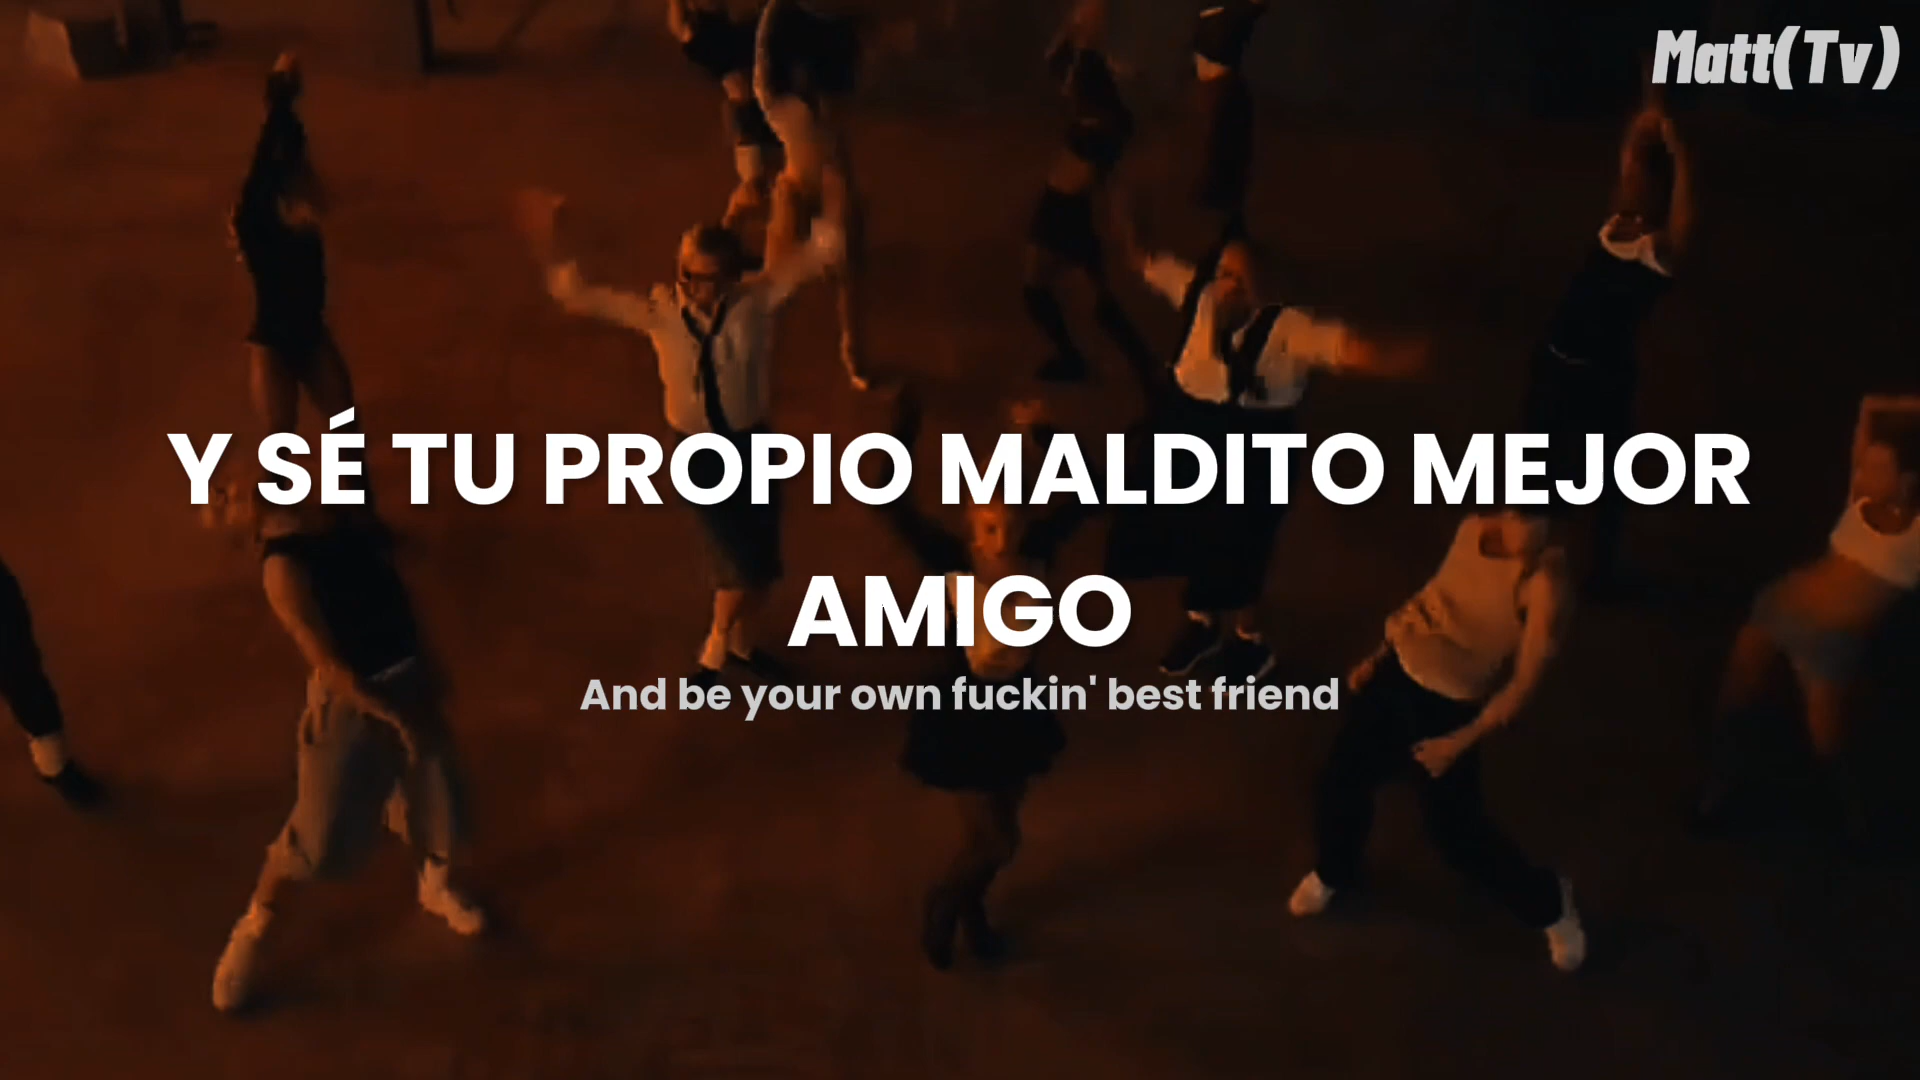 Matt(Tv)
Y SÉ TU PROPIO MALDITO MEJOR
AMIGO
And be your own fuckin' best friend